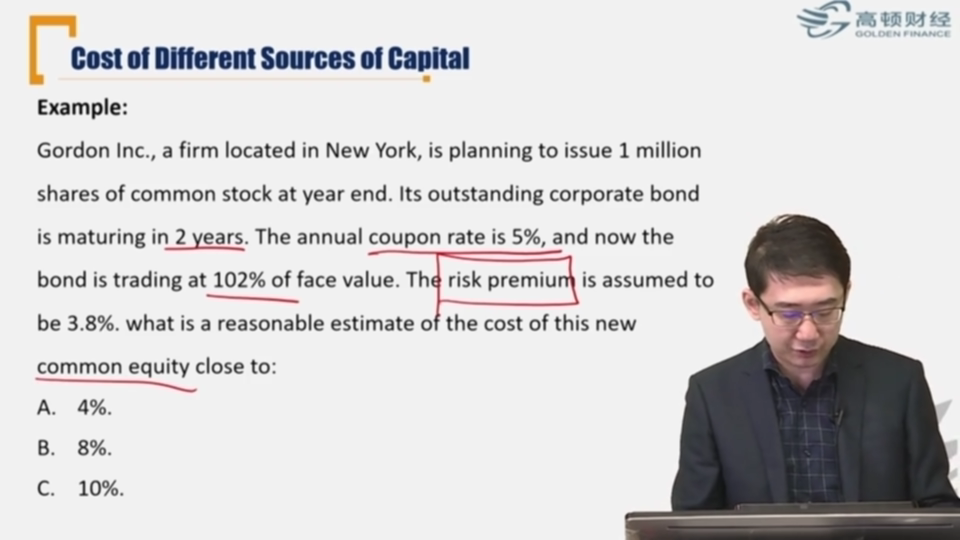 高顿财经
GOLDEN FINANCE
Cost of Different Sources of Capital
Example:
Gordon Inc., a firm located in New York, is planning to issue 1 million
shares of common stock at year end. Its outstanding corporate bond
is maturing in 2 years. The annual coupon rate is 5%, and now the
bond is trading at 102% of face value. The risk premium is assumed to
be 3.8%. what is a reasonable estimate of the cost of this new
common equity close to:
A. 4%.
B. 8%.
C. 10%.